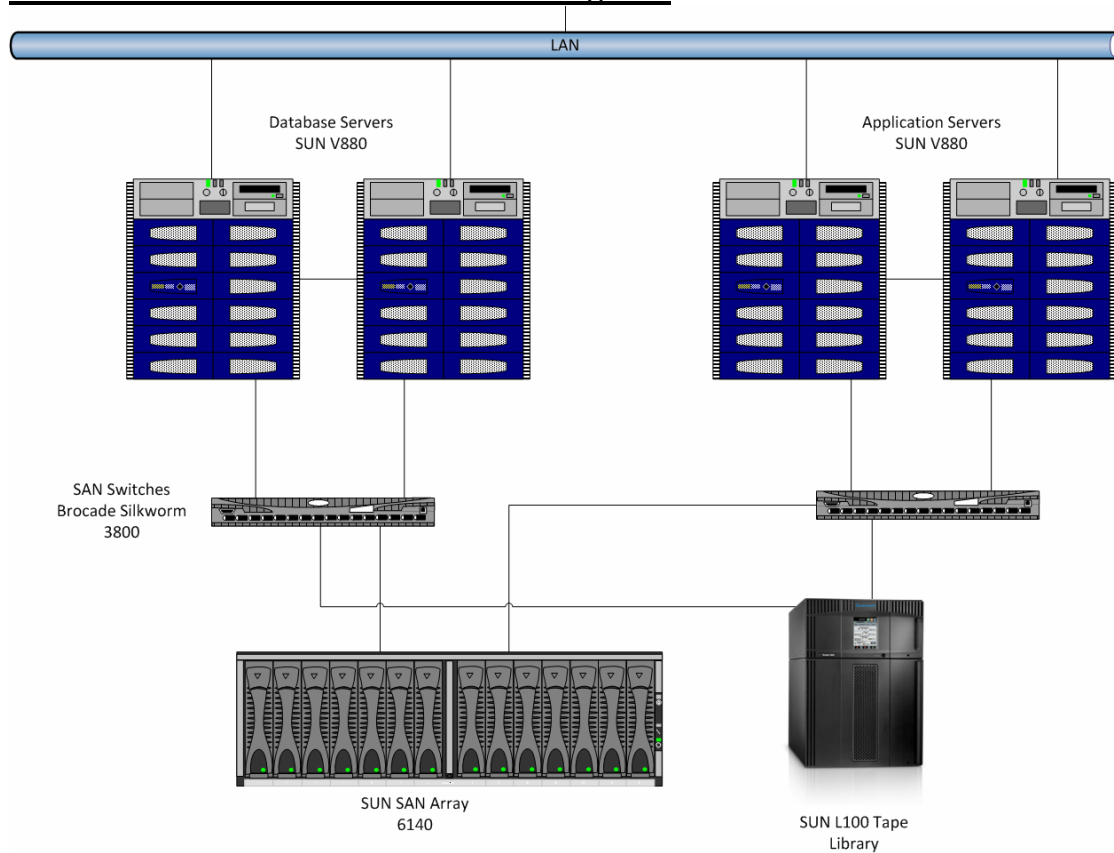 LAN
Database Servers
SUN V880
Application Servers
SUN V880
SAN Switches
Brocade Silkworm
3800
SUN SAN Array
6140
SUN L100 Tape
Library